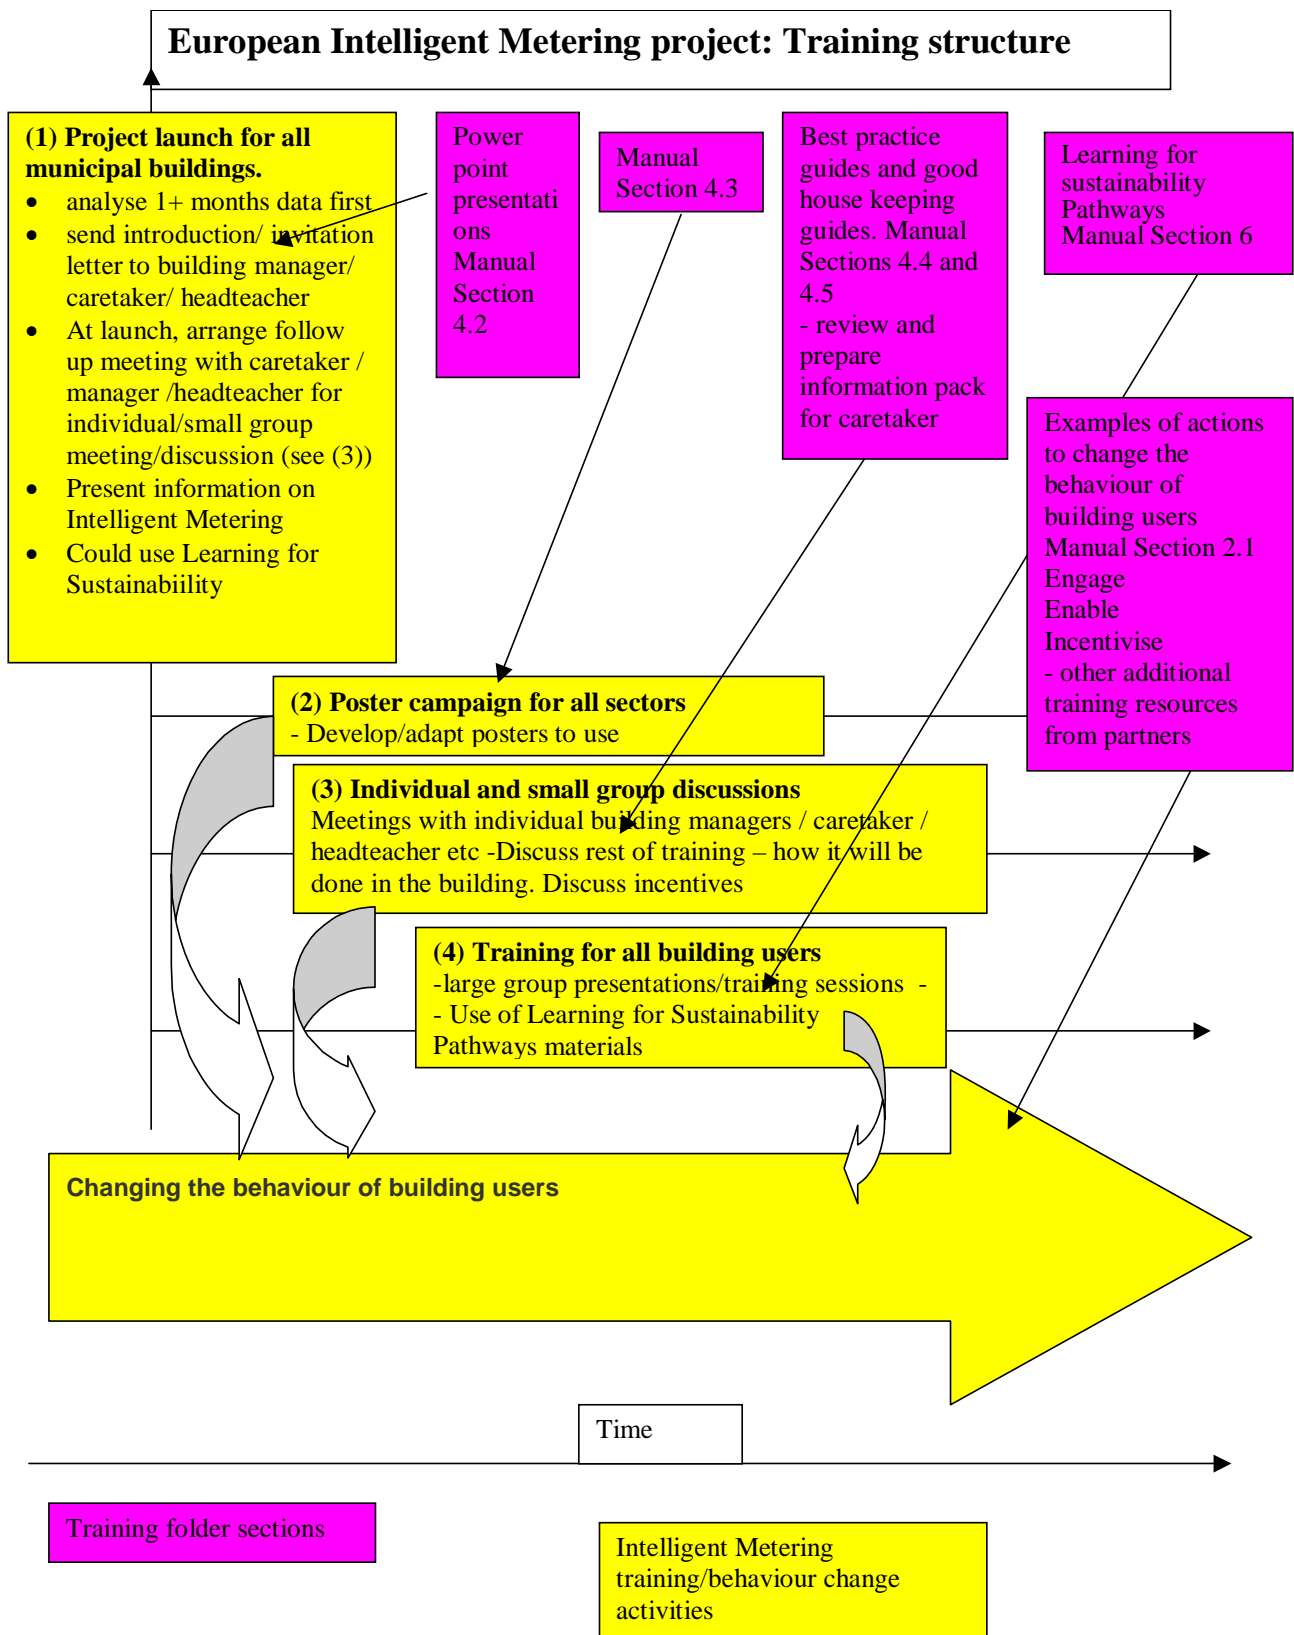 European Intelligent Metering project: Training structure
(1) Project launch for all
municipal buildings.
• analyse 1+ months data first
• send introduction/ invitation
letter to building manager/
caretaker/ headteacher
• At launch, arrange follow
up meeting with caretaker /
manager /headteacher for
individual/small group
meeting/discussion (see (3))
• Present information on
Intelligent Metering
• Could use Learning for
Sustainabiility
Power
point
presentati
ons
Manual
Section
4.2
Manual
Section 4.3
Best practice
guides and good
house keeping
guides. Manual
Sections 4.4 and
4.5
- review and
prepare
information pack
for caretaker
Learning for
sustainability
Pathways
Manual Section 6
Examples of actions
to change the
behaviour of
building users
Manual Section 2.1
Engage
Enable
Incentivise
- other additional
training resources
from partners
(2) Poster campaign for all sectors
- Develop/adapt posters to use
(3) Individual and small group discussions
Meetings with individual building managers / caretaker /
headteacher etc -Discuss rest of training – how it will be
done in the building. Discuss incentives
(4) Training for all building users
-large group presentations/training sessions -
- Use of Learning for Sustainability
Pathways materials
Changing the behaviour of building users
Time
Training folder sections
Intelligent Metering
training/behaviour change
activities